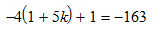 −4(1 + 5k) + 1 = −163